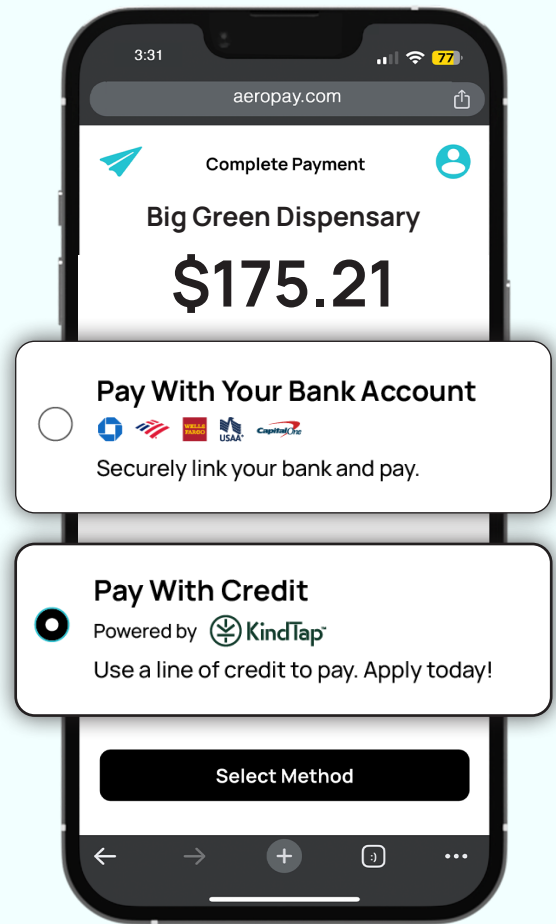 3:31
77
aeropay.com
Complete Payment
Big Green Dispensary
$175.21
Pay With Your Bank Account
WELLS FARGO
USAA
Capital One
Securely link your bank and pay.
Pay With Credit
Powered by KindTap™
Use a line of credit to pay. Apply today!
Select Method
:)